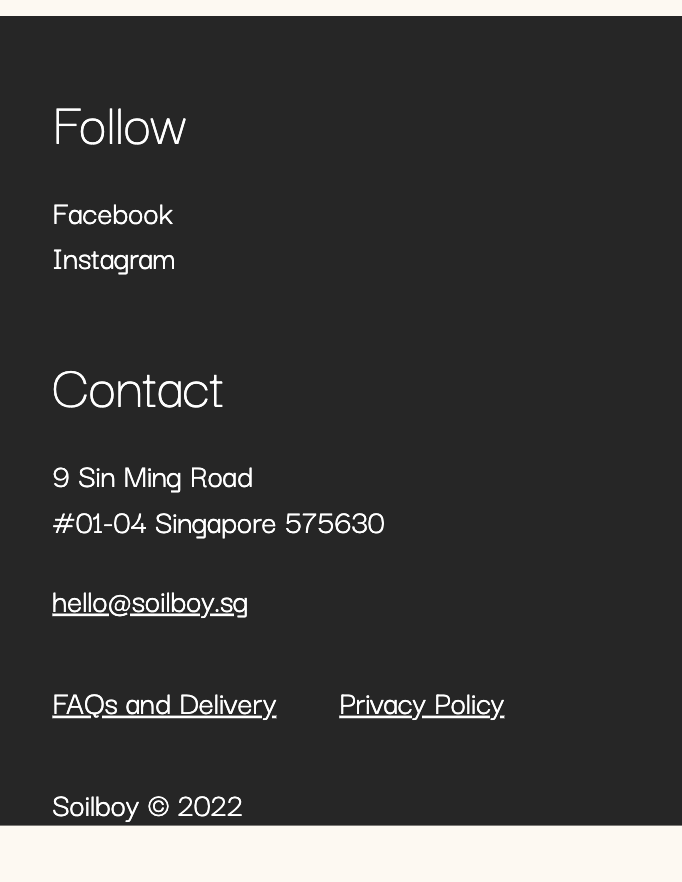 Follow
Facebook
Instagram
Contact
9 Sin Ming Road
#01-04 Singapore 575630
hello@soilboy.sg
FAQs and Delivery Privacy Policy
Soilboy © 2022